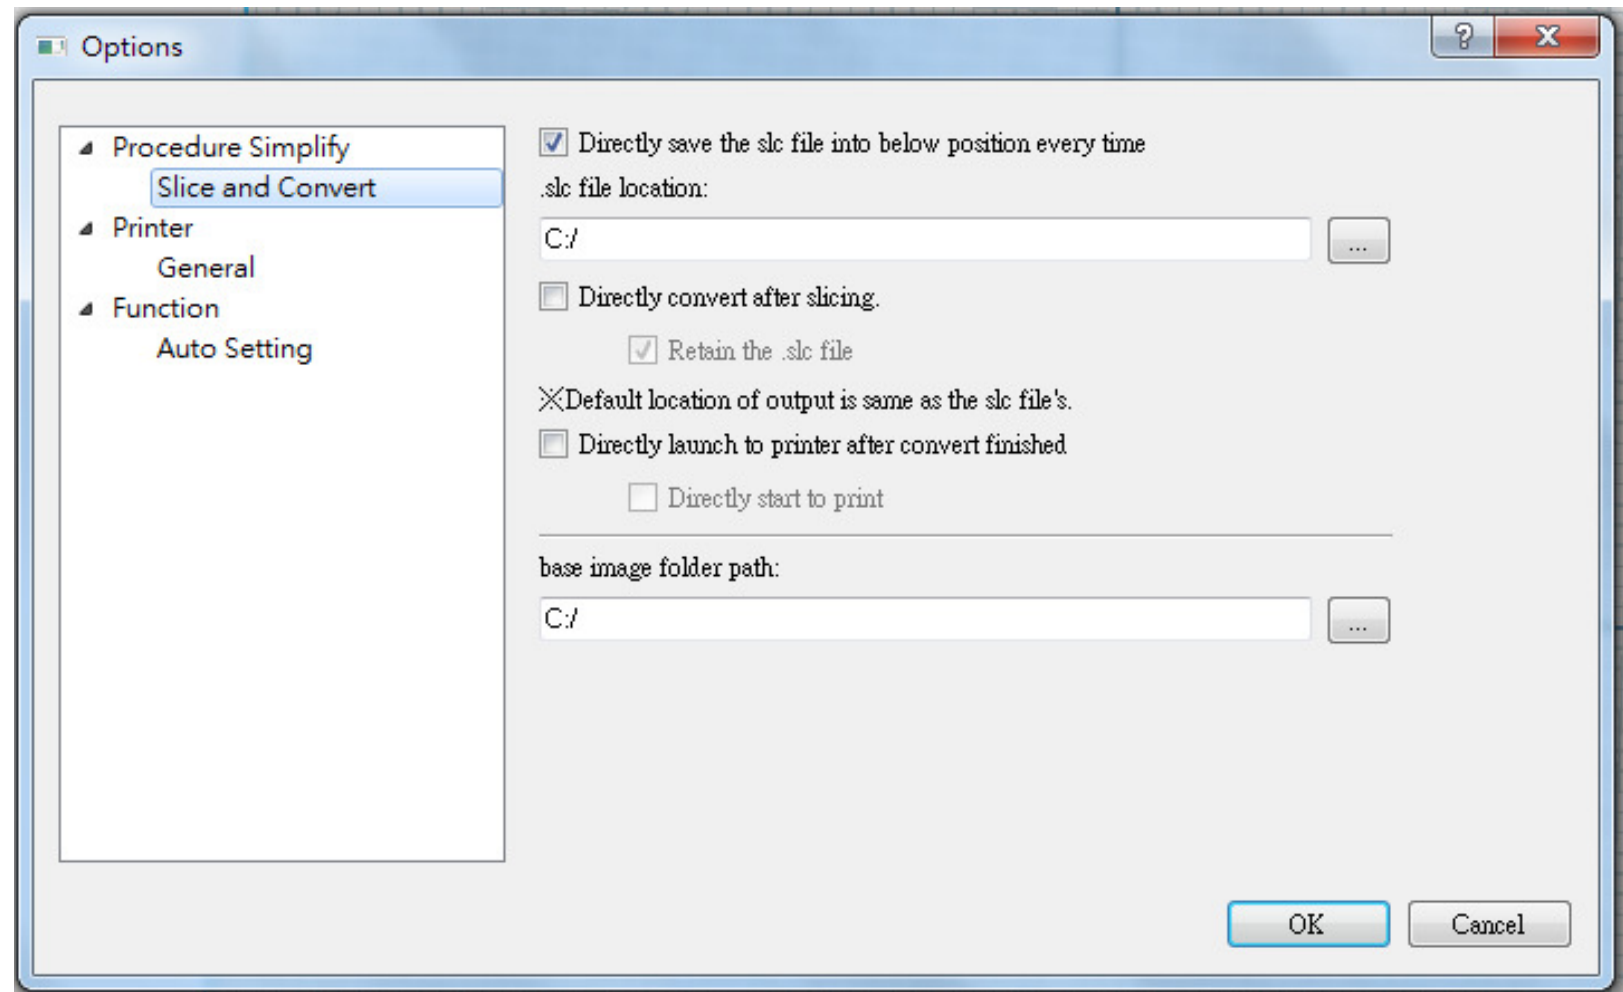 Options
Procedure Simplify
Slice and Convert
Printer
General
Function
Auto Setting
Directly save the slc file into below position every time
.slc file location:
C:/
...
Directly convert after slicing.
Retain the .slc file
※Default location of output is same as the slc file's.
Directly launch to printer after convert finished
Directly start to print
base image folder path:
C:/
...
OK
Cancel